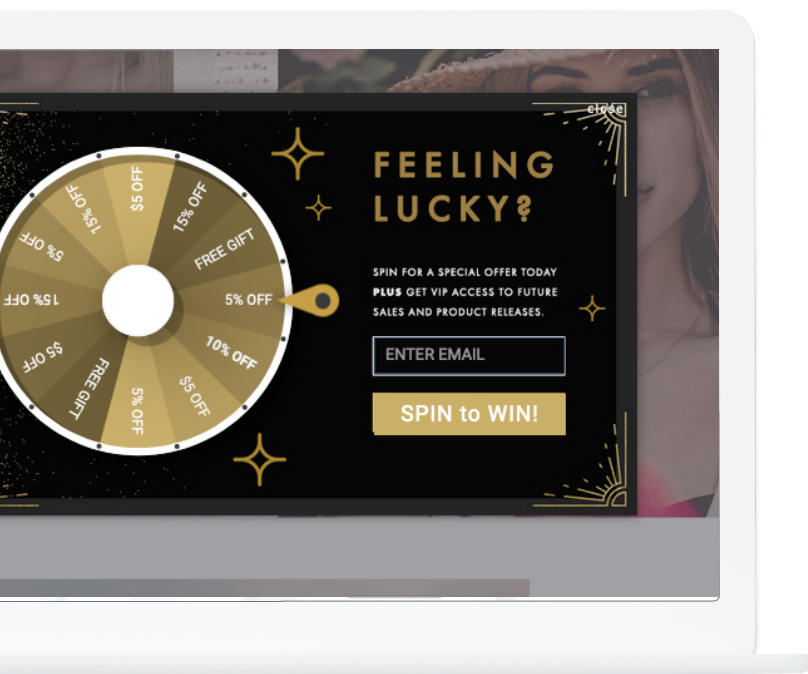 close
FEELING
LUCKY?
SPIN FOR A SPECIAL OFFER TODAY
PLUS GET VIP ACCESS TO FUTURE
SALES AND PRODUCT RELEASES.
ENTER EMAIL
SPIN to WIN!
$5 OFF
15% OFF
FREE GIFT
5% OFF
10% OFF
$5 OFF
5% OFF
FREE GIFT
$5 OFF
15% OFF
5% OFF
15% OFF